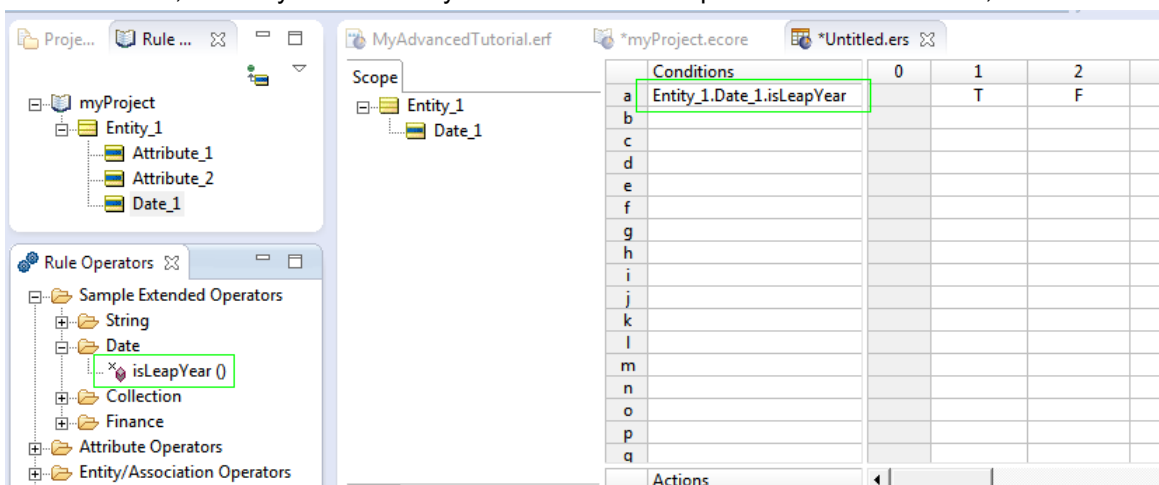 Proje...
Rule ...
myProject
Entity_1
Attribute_1
Attribute_2
Date_1
Rule Operators
Sample Extended Operators
String
Date
isLeapYear ()
Collection
Finance
Attribute Operators
Entity/Association Operators
MyAdvancedTutorial.erf
*myProject.ecore
*Untitled.ers
Scope
Entity_1
Date_1
Conditions 0 1 2
a Entity_1.Date_1.isLeapYear T F
b
c
d
e
f
g
h
i
j
k
l
m
n
o
p
q
Actions